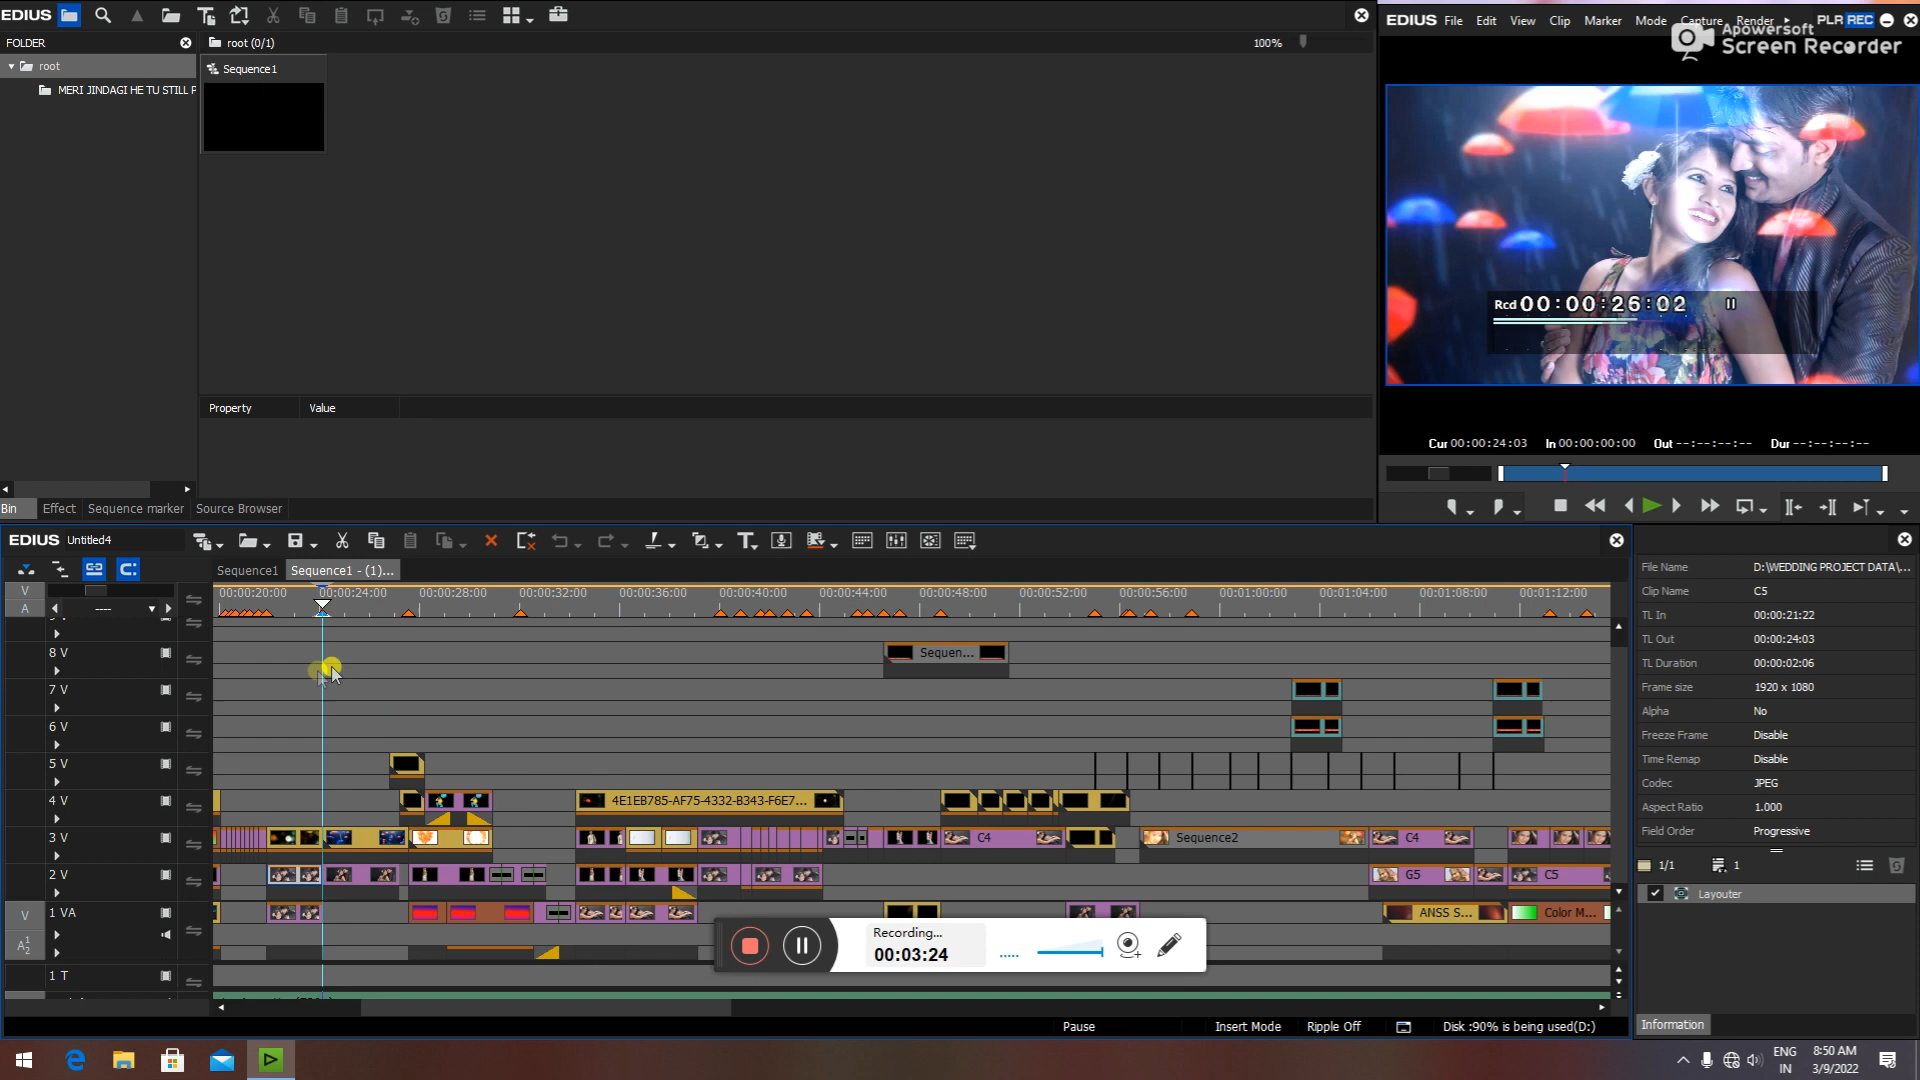 EDIUS
FOLDER
root
MERI JINDAGI HE TU STILL P
root (0/1)
100%
Sequence1
Property Value
Bin Effect Sequence marker Source Browser
EDIUS File Edit View Clip Marker Mode Capture Render PLR REC
Apowersoft
Screen Recorder
Rcd 00:00:26:02
Cur 00:00:24:03 In 00:00:00:00 Out --:--:--:-- Dur --:--:--:--
EDIUS Untitled4
Sequence1 Sequence1 - (1)...
V
A
----
00:00:20:00 00:00:24:00 00:00:28:00 00:00:32:00 00:00:36:00 00:00:40:00 00:00:44:00 00:00:48:00 00:00:52:00 00:00:56:00 00:01:00:00 00:01:04:00 00:01:08:00 00:01:12:00
8 V
Sequen...
7 V
6 V
5 V
4 V
4E1EB785-AF75-4332-B343-F6E7...
3 V
C4
Sequence2
C4
2 V
G5
C5
V
1 VA
ANSS S...
Color M...
A 1 2
1 T
Recording...
00:03:24
Pause Insert Mode Ripple Off Disk :90% is being used(D:)
File Name D:\WEDDING PROJECT DATA\...
Clip Name C5
TL In 00:00:21:22
TL Out 00:00:24:03
TL Duration 00:00:02:06
Frame size 1920 x 1080
Alpha No
Freeze Frame Disable
Time Remap Disable
Codec JPEG
Aspect Ratio 1.000
Field Order Progressive
1/1 1
Layouter
Information
ENG
IN
8:50 AM
3/9/2022